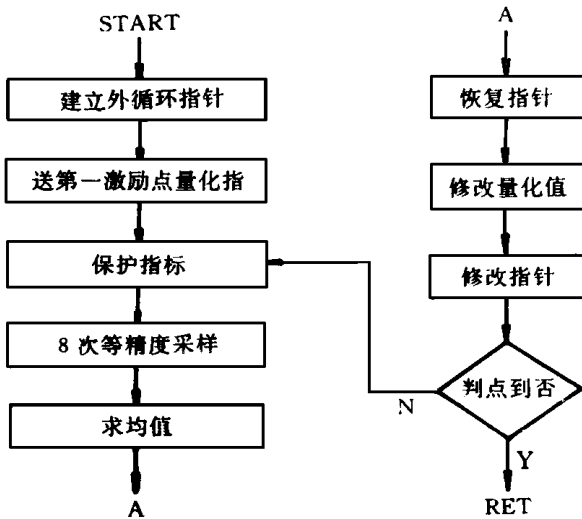 START
建立外循环指针
送第一激励点量化指
保护指标
8 次等精度采样
求均值
A
A
恢复指针
修改量化值
修改指针
判点到否
N
Y
RET